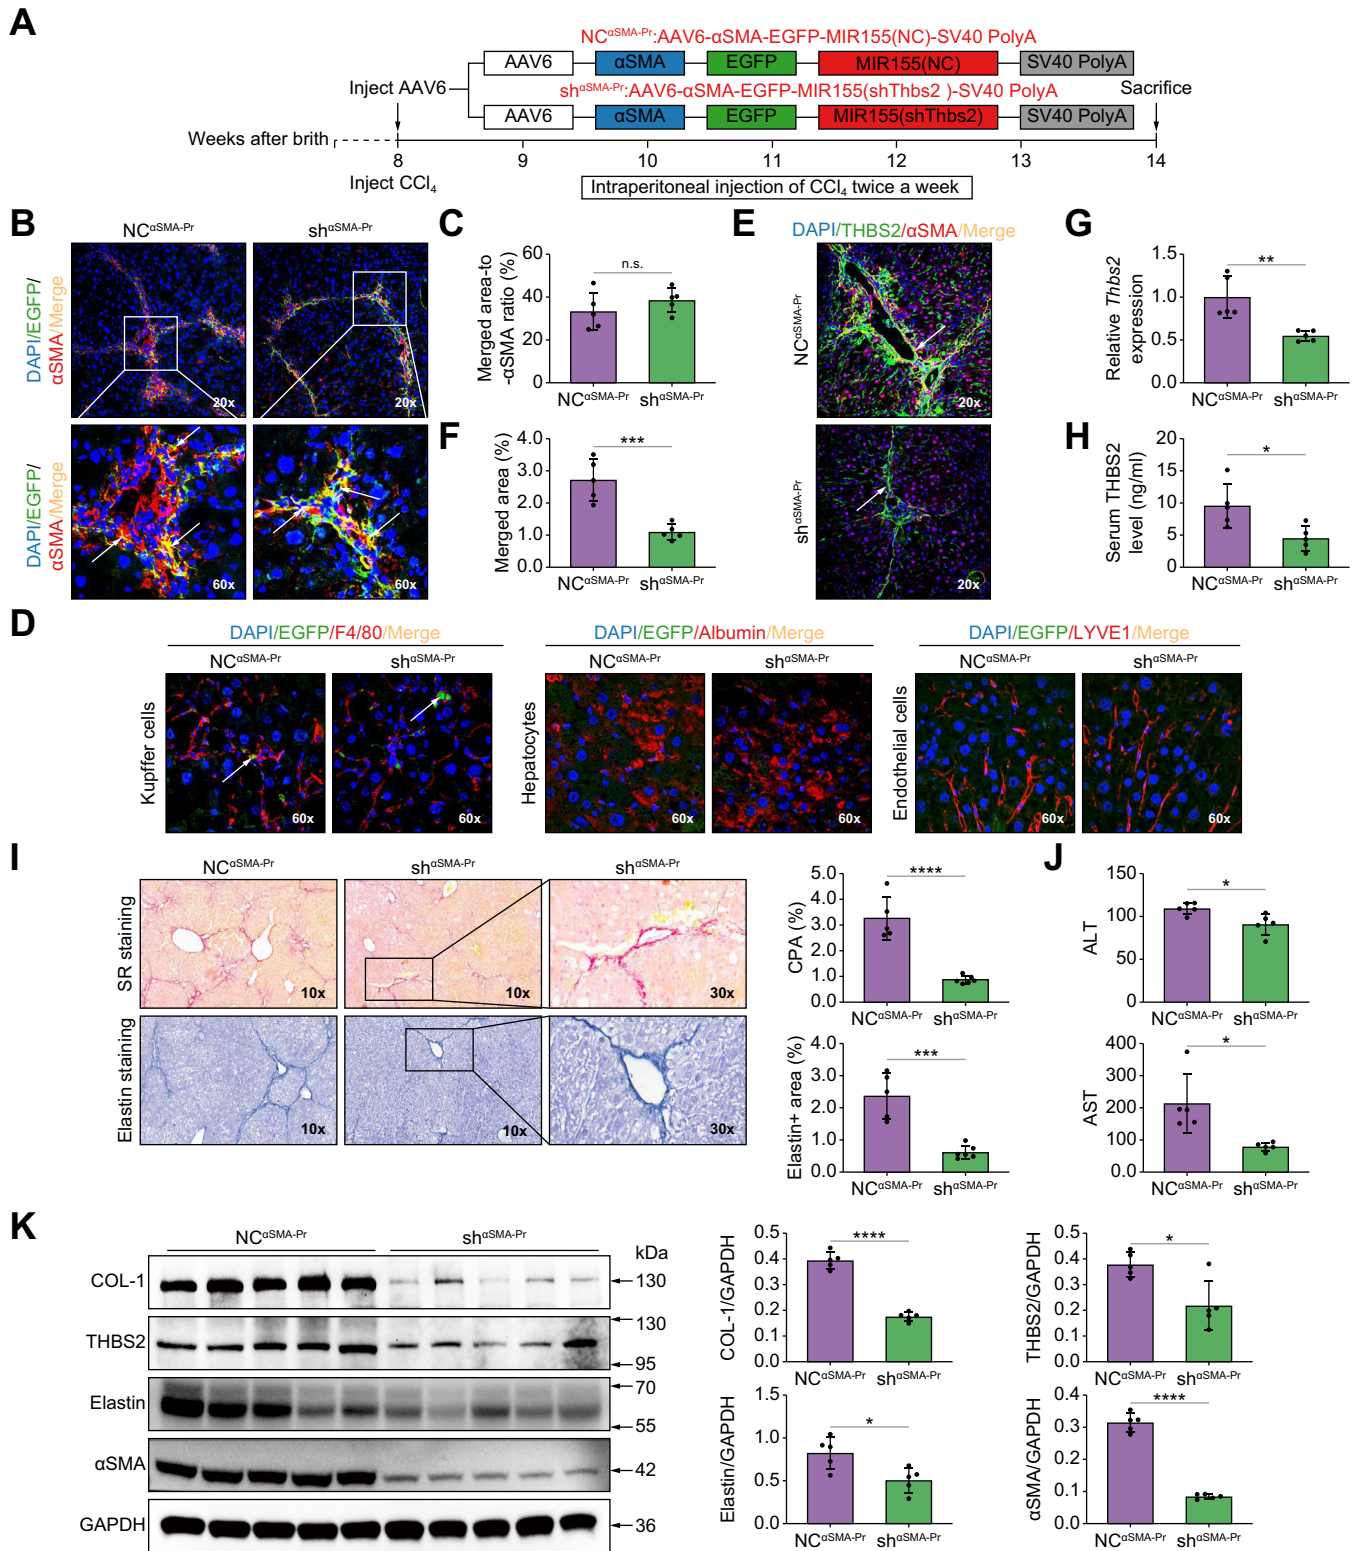 A
NCαSMA-Pr:AAV6-αSMA-EGFP-MIR155(NC)-SV40 PolyA
AAV6 αSMA EGFP MIR155(NC) SV40 PolyA
Inject AAV6
shαSMA-Pr:AAV6-αSMA-EGFP-MIR155(shThbs2 )-SV40 PolyA
Sacrifice
AAV6 αSMA EGFP MIR155(shThbs2) SV40 PolyA
Weeks after brith
8 9 10 11 12 13 14
Inject CCl4
Intraperitoneal injection of CCl4 twice a week
B
NCαSMA-Pr shαSMA-Pr
DAPI/EGFP/
αSMA/Merge
20x 20x
DAPI/EGFP/
αSMA/Merge
60x 60x
C
Merged area-to
-αSMA ratio (%)
60
40
20
0
n.s.
NCαSMA-Pr shαSMA-Pr
F
Merged area (%)
4.0
3.0
2.0
1.0
0.0
***
NCαSMA-Pr shαSMA-Pr
E
DAPI/THBS2/αSMA/Merge
NCαSMA-Pr
20x
shαSMA-Pr
20x
G
Relative Thbs2
expression
1.5
1.0
0.5
0.0
**
NCαSMA-Pr shαSMA-Pr
H
Serum THBS2
level (ng/ml)
20
15
10
5
0
*
NCαSMA-Pr shαSMA-Pr
D
DAPI/EGFP/F4/80/Merge
NCαSMA-Pr shαSMA-Pr
Kupffer cells
60x 60x
DAPI/EGFP/Albumin/Merge
NCαSMA-Pr shαSMA-Pr
Hepatocytes
60x 60x
DAPI/EGFP/LYVE1/Merge
NCαSMA-Pr shαSMA-Pr
Endothelial cells
60x 60x
I
NCαSMA-Pr shαSMA-Pr shαSMA-Pr
SR staining
10x 10x 30x
Elastin staining
10x 10x 30x
CPA (%)
5.0
4.0
3.0
2.0
1.0
0.0
****
Elastin+ area (%)
4.0
3.0
2.0
1.0
0.0
***
NCαSMA-Pr shαSMA-Pr
J
ALT
150
100
50
0
*
AST
400
300
200
100
0
*
NCαSMA-Pr shαSMA-Pr
K
NCαSMA-Pr shαSMA-Pr
kDa
COL-1 130
130
THBS2
95
70
Elastin
55
αSMA 42
GAPDH 36
COL-1/GAPDH
0.5
0.4
0.3
0.2
0.1
0.0
****
NCαSMA-Pr shαSMA-Pr
THBS2/GAPDH
0.5
0.4
0.3
0.2
0.1
0.0
*
NCαSMA-Pr shαSMA-Pr
Elastin/GAPDH
1.5
1.0
0.5
0.0
*
NCαSMA-Pr shαSMA-Pr
αSMA/GAPDH
0.4
0.3
0.2
0.1
0
****
NCαSMA-Pr shαSMA-Pr